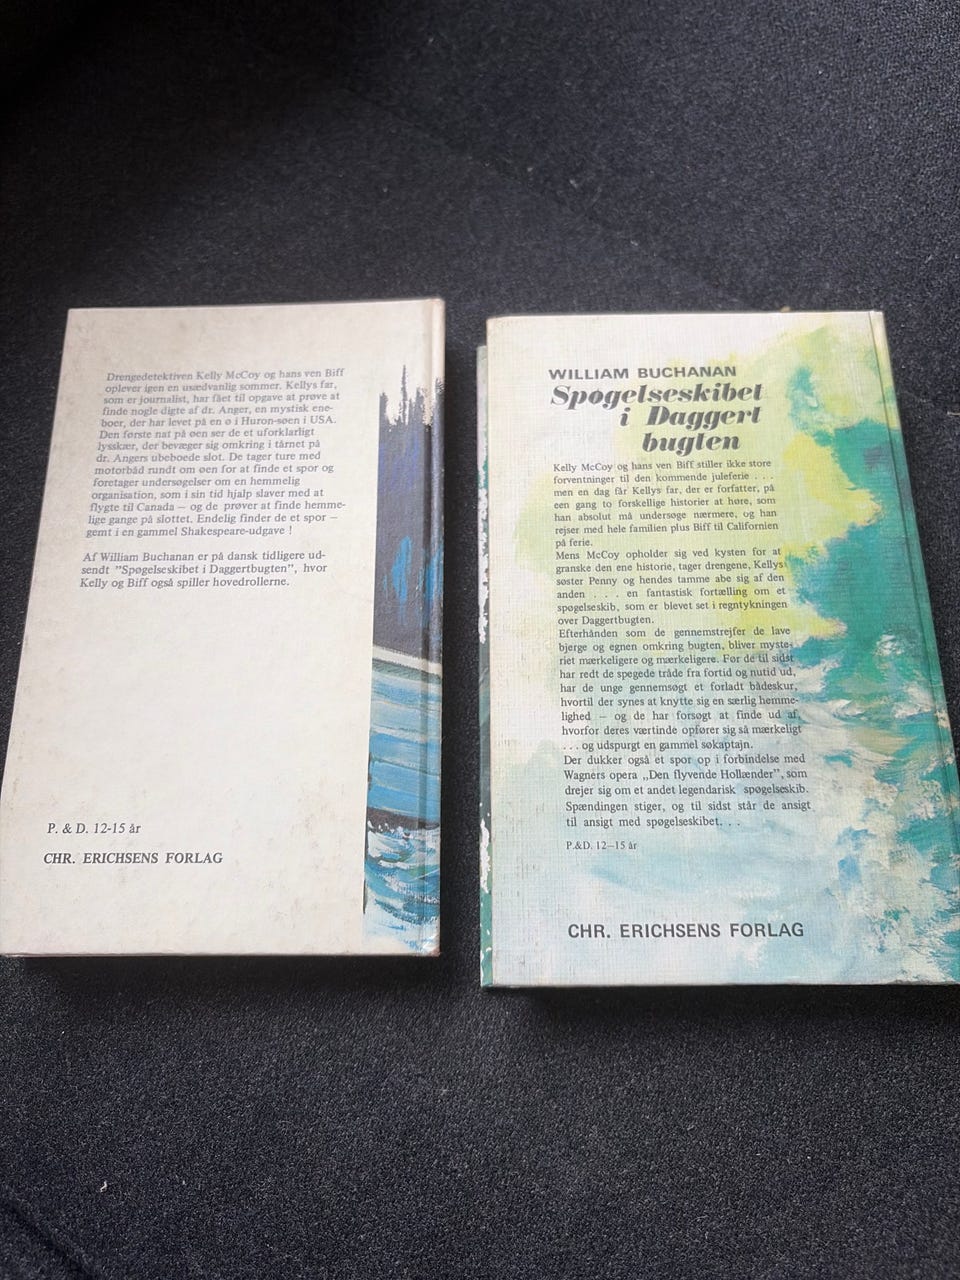 Drengedetektiven Kelly McCoy og hans ven Biff
oplever igen en usædvanlig sommer. Kellys far,
som er journalist, har fået til opgave at prøve at
finde nogle digte af dr. Anger, en mystisk ene-
boer, der har levet på en ø i Huron-søen i USA.
Den første nat på øen ser de et uforklarligt
lysskær, der bevæger sig omkring i tårnet på
dr. Angers ubeboede slot. De tager ture med
motorbåd rundt om øen for at finde et spor og
foretager undersøgelser om en hemmelig
organisation, som i sin tid hjalp slaver med at
flygte til Canada – og de prøver at finde hemme-
lige gange på slottet. Endelig finder de et spor –
gemt i en gammel Shakespeare-udgave !
Af William Buchanan er på dansk tidligere ud-
sendt "Spøgelseskibet i Daggertbugten", hvor
Kelly og Biff også spiller hovedrollerne.
P. & D. 12-15 år
CHR. ERICHSENS FORLAG
WILLIAM BUCHANAN
Spøgelseskibet
i Daggert
bugten
Kelly McCoy og hans ven Biff stiller ikke store
forventninger til den kommende juleferie . . .
men en dag får Kellys far, der er forfatter, på
een gang to forskellige historier at høre, som
han absolut må undersøge nærmere, og han
rejser med hele familien plus Biff til Californien
på ferie.
Mens McCoy opholder sig ved kysten for at
granske den ene historie, tager drengene, Kellys
søster Penny og hendes tamme abe sig af den
anden . . . en fantastisk fortælling om et
spøgelseskib, som er blevet set i regntykningen
over Daggertbugten.
Efterhånden som de gennemstrejfer de lave
bjerge og egnen omkring bugten, bliver myste-
riet mærkeligere og mærkeligere. Før de til sidst
har redt de spegede tråde fra fortid og nutid ud,
har de unge gennemsøgt et forladt bådeskur,
hvortil der synes at knytte sig en særlig hemme-
lighed – og de har forsøgt at finde ud af,
hvorfor deres værtinde opfører sig så mærkeligt
. . . og udspurgt en gammel søkaptajn.
Der dukker også et spor op i forbindelse med
Wagners opera „Den flyvende Hollænder", som
drejer sig om et andet legendarisk spøgelseskib.
Spændingen stiger, og til sidst står de ansigt
til ansigt med spøgelseskibet. . .
P.&D. 12–15 år
CHR. ERICHSENS FORLAG